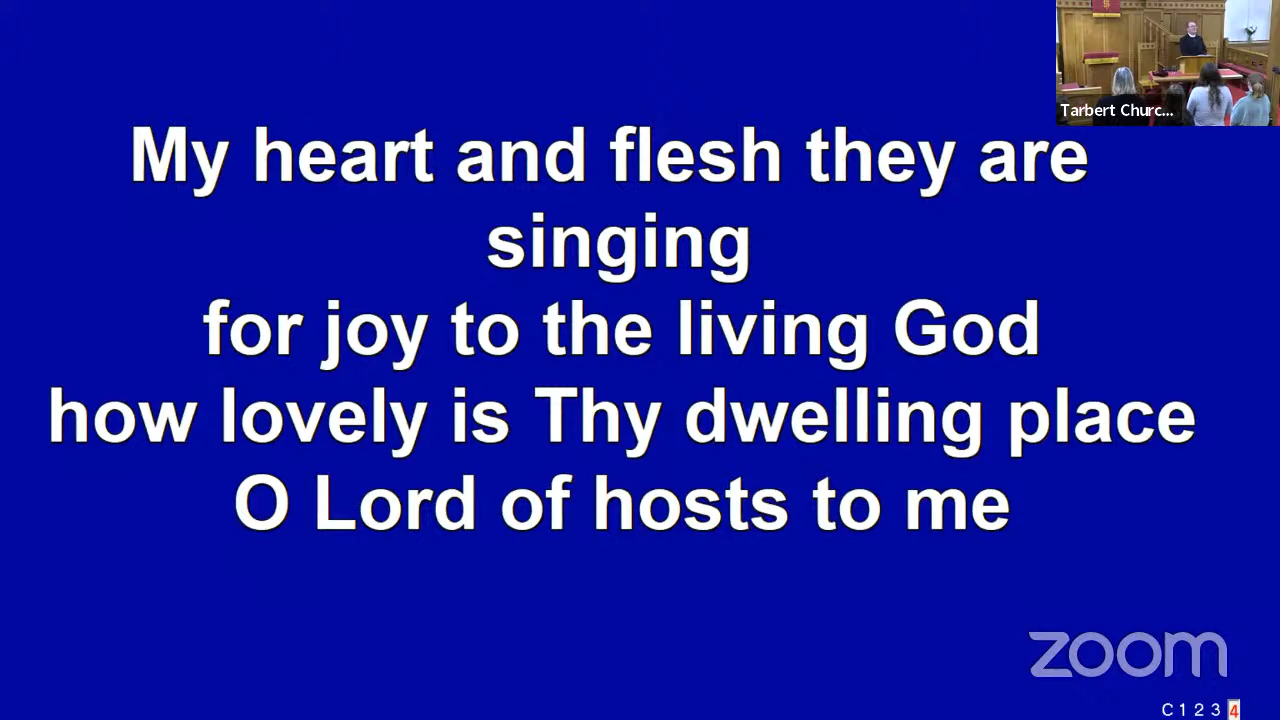 Tarbert Churc...
My heart and flesh they are
singing
for joy to the living God
how lovely is Thy dwelling place
O Lord of hosts to me
zoom
C 1 2 3 4